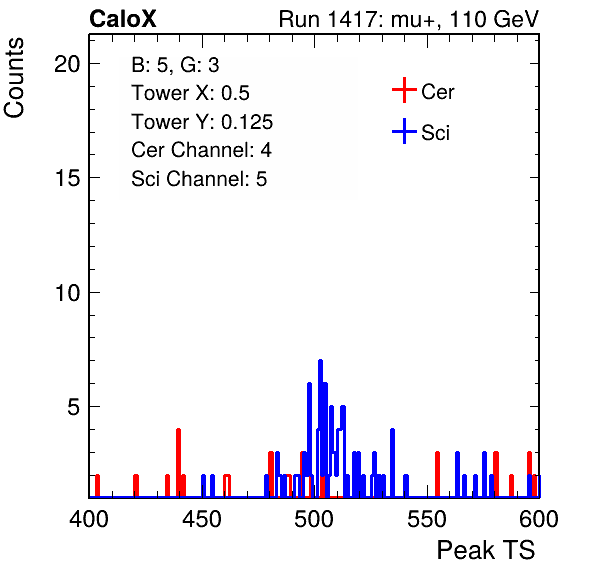 CaloX Run 1417: mu+, 110 GeV
Counts
B: 5, G: 3
Tower X: 0.5
Tower Y: 0.125
Cer Channel: 4
Sci Channel: 5
Cer
Sci
20
15
10
5
400 450 500 550 600
Peak TS